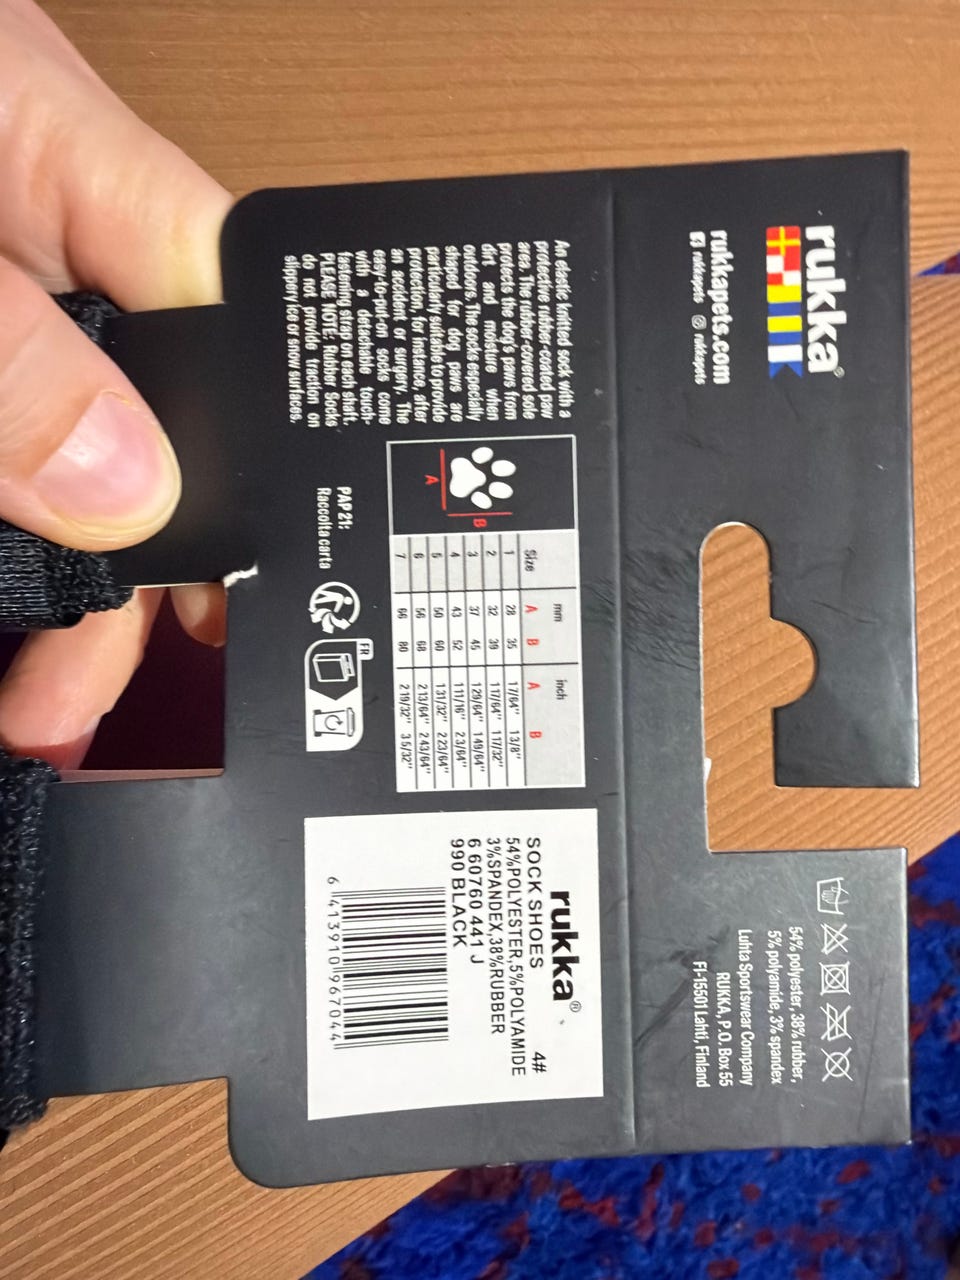 rukka®
rukkapets.com
rukkapets rukkapets
54% polyester, 38% rubber,
5% polyamide, 3% spandex
Luhta Sportswear Company
RUKKA, P.O. Box 55
FI-15501 Lahti, Finland
An elastic knitted sock with a
protective rubber-coated paw
area. The rubber-covered sole
protects the dog's paws from
dirt and moisture when
outdoors. The socks especially
shaped for dog paws are
particularly suitable to provide
protection, for instance, after
an accident or surgery. The
easy-to-put-on socks come
with a detachable touch-
fastening strap on each shaft.
PLEASE NOTE: Rubber Socks
do not provide traction on
slippery ice or snow surfaces.
A
B
mm inch
Size A B A B
1 28 35 1 7/64" 1 3/8"
2 32 39 1 17/64" 1 17/32"
3 37 45 1 29/64" 1 49/64"
4 43 52 1 11/16" 2 3/64"
5 50 60 1 31/32" 2 23/64"
6 56 68 2 13/64" 2 43/64"
7 66 80 2 19/32" 3 5/32"
PAP 21:
Raccolta carta
FR
rukka®
SOCK SHOES 4#
54%POLYESTER,5%POLYAMIDE
3%SPANDEX,38%RUBBER
6 60760 441 J
990 BLACK
6 413910 967044